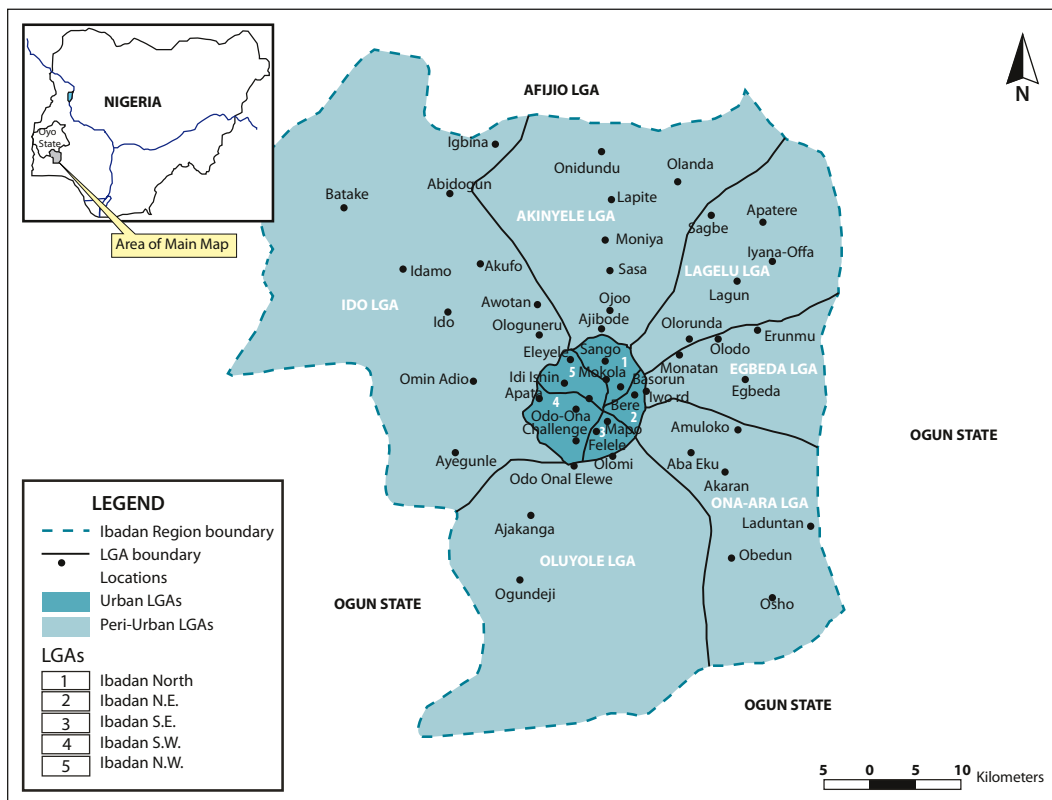 NIGERIA
Oyo
State
Area of Main Map
AFIJIO LGA
N
Igbina
Onidundu
Olanda
Abidogun
Batake
Lapite
AKINYELE LGA
Apatere
Sagbe
Moniya
Iyana-Offa
Idamo
Akufo
Sasa
LAGELU LGA
Lagun
IDO LGA
Awotan
Ojoo
Ido
Ologuneru
Ajibode
Olorunda
Erunmu
Eleyele
Sango
1
Olodo
Monatan
5
Mokola
EGBEDA LGA
Omin Adio
Idi Ishin
Basorun
Egbeda
Apata
4
Bere
Iwo rd
Odo-Ona
2
Challenge
3
Mapo
Amuloko
OGUN STATE
Felele
Ayegunle
Olomi
Aba Eku
Odo Onal Elewe
Akaran
ONA-ARA LGA
Ajakanga
Laduntan
OLUYOLE LGA
Obedun
Ogundeji
Osho
OGUN STATE
OGUN STATE
LEGEND
Ibadan Region boundary
LGA boundary
Locations
Urban LGAs
Peri-Urban LGAs
LGAs
1 Ibadan North
2 Ibadan N.E.
3 Ibadan S.E.
4 Ibadan S.W.
5 Ibadan N.W.
5 0 5 10 Kilometers